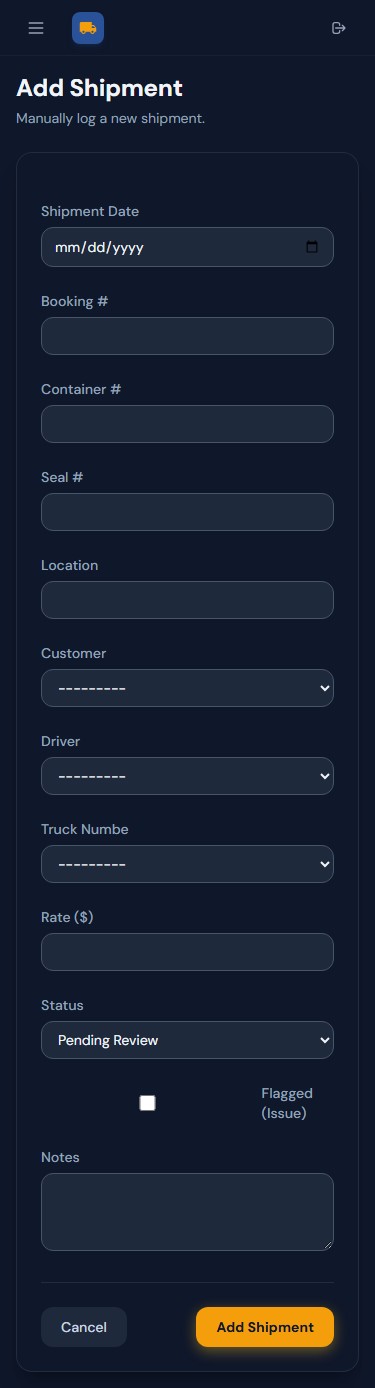 Add Shipment
Manually log a new shipment.
Shipment Date
mm/dd/yyyy
Booking #
Container #
Seal #
Location
Customer
---------
Driver
---------
Truck Numbe
---------
Rate ($)
Status
Pending Review
Flagged
(Issue)
Notes
Cancel
Add Shipment